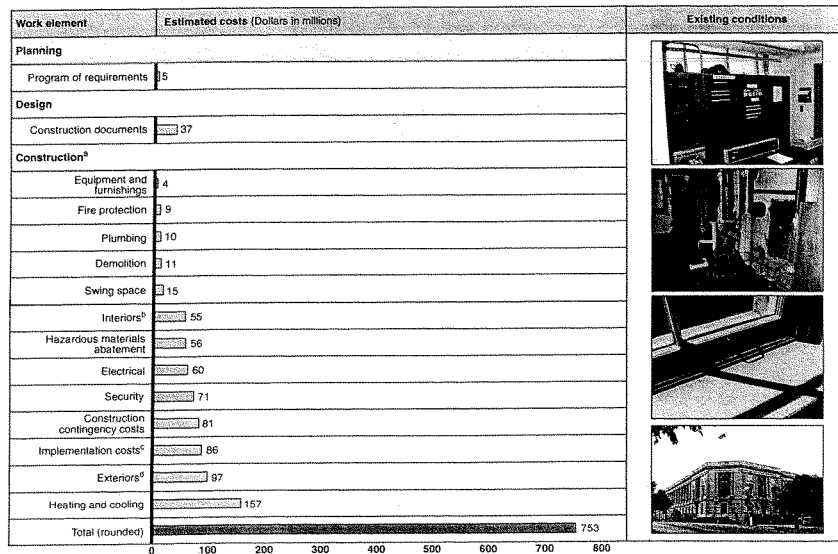 Work element Estimated costs (Dollars in millions) Existing conditions
Planning
Program of requirements 5
Design
Construction documents 37
Constructionᵃ
Equipment and
furnishings 4
Fire protection 9
Plumbing 10
Demolition 11
Swing space 15
Interiorsᵇ 55
Hazardous materials
abatement 56
Electrical 60
Security 71
Construction
contingency costs 81
Implementation costsᶜ 86
Exteriorsᵈ 97
Heating and cooling 157
Total (rounded) 753
0 100 200 300 400 500 600 700 800